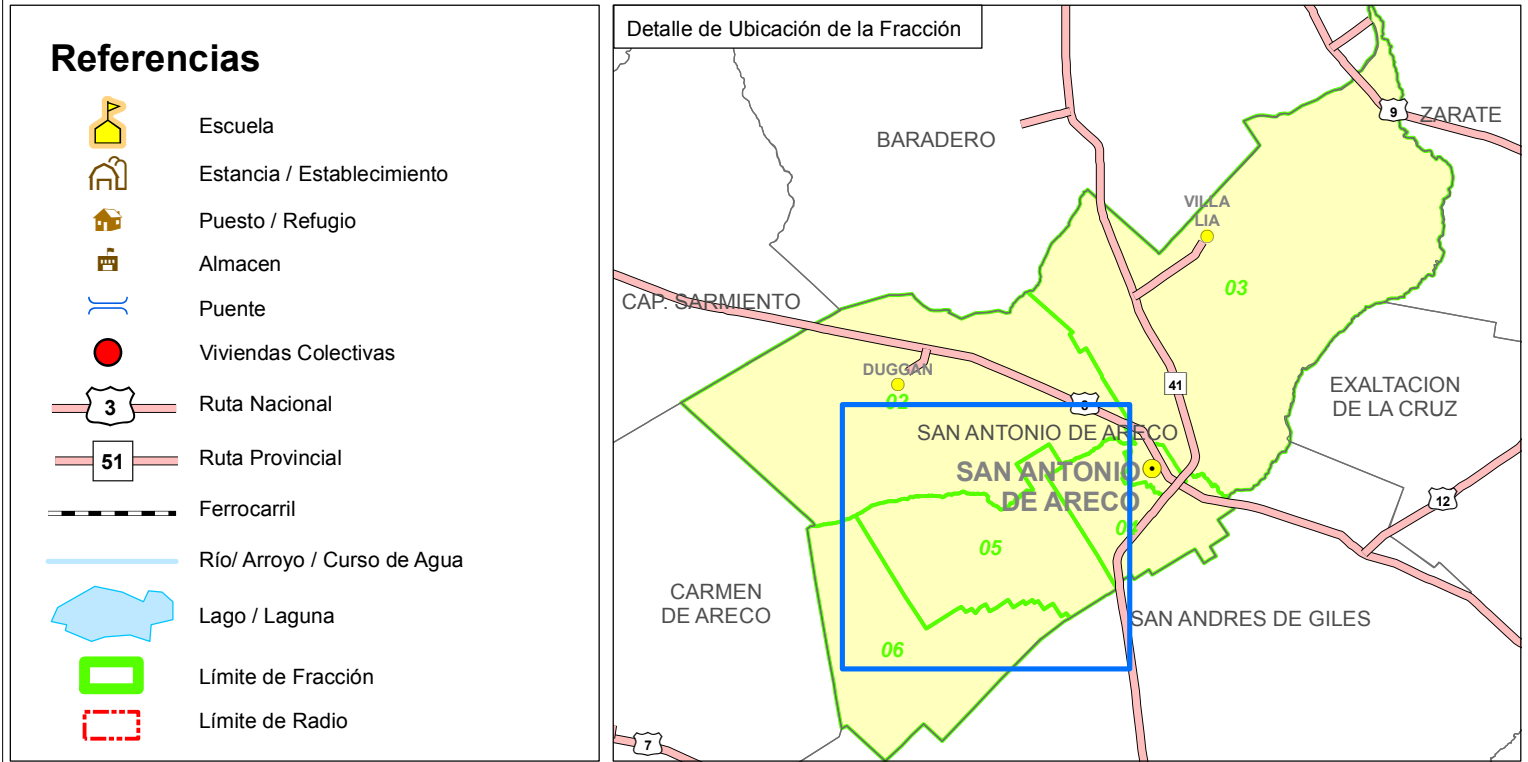 Referencias
Escuela
Estancia / Establecimiento
Puesto / Refugio
Almacen
Puente
Viviendas Colectivas
3
Ruta Nacional
51
Ruta Provincial
Ferrocarril
Río/ Arroyo / Curso de Agua
Lago / Laguna
Límite de Fracción
Límite de Radio
Detalle de Ubicación de la Fracción
9
ZARATE
BARADERO
VILLA
LIA
03
CAP. SARMIENTO
DUGGAN
02
41
8
EXALTACION
DE LA CRUZ
SAN ANTONIO DE ARECO
SAN ANTONIO
DE ARECO
12
04
05
CARMEN
DE ARECO
SAN ANDRES DE GILES
06
7